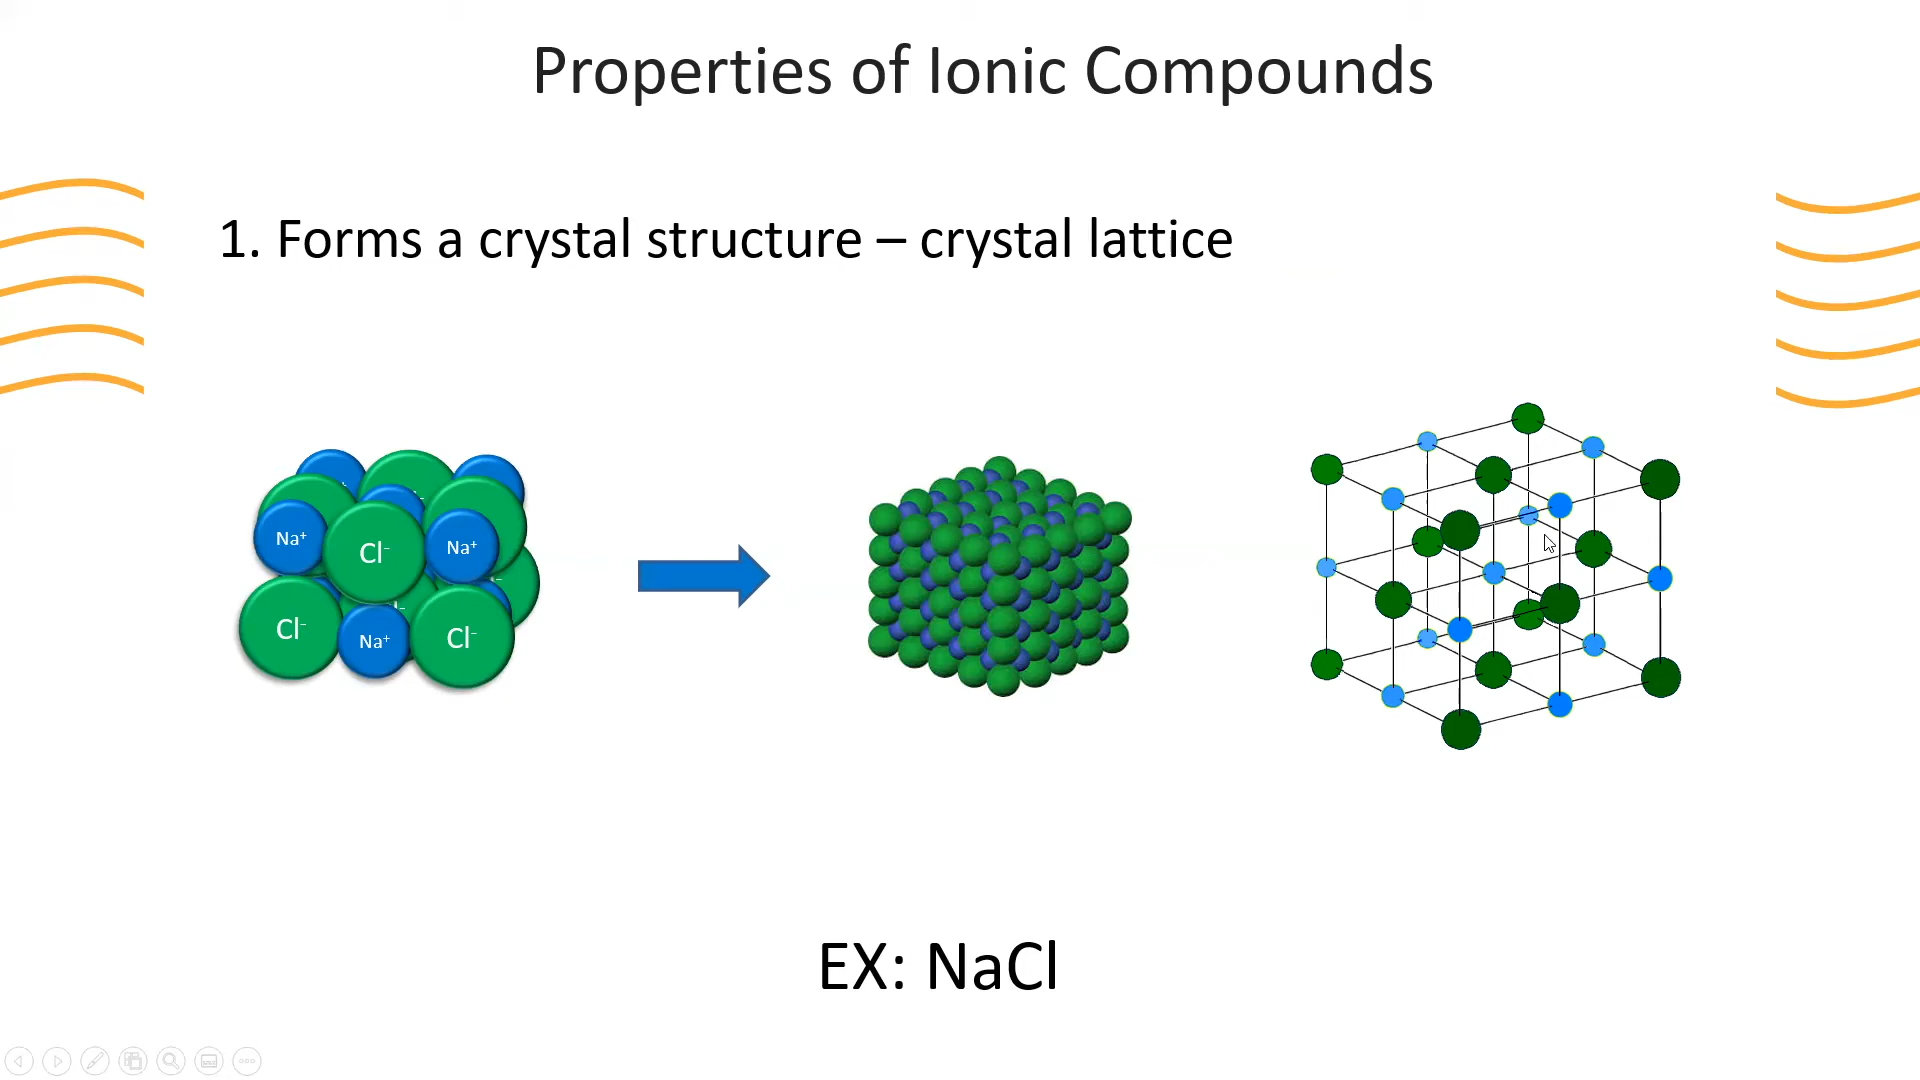 Properties of Ionic Compounds
1. Forms a crystal structure – crystal lattice
Na⁺
Cl⁻
Na⁺
Cl⁻
Na⁺
Cl⁻
EX: NaCl